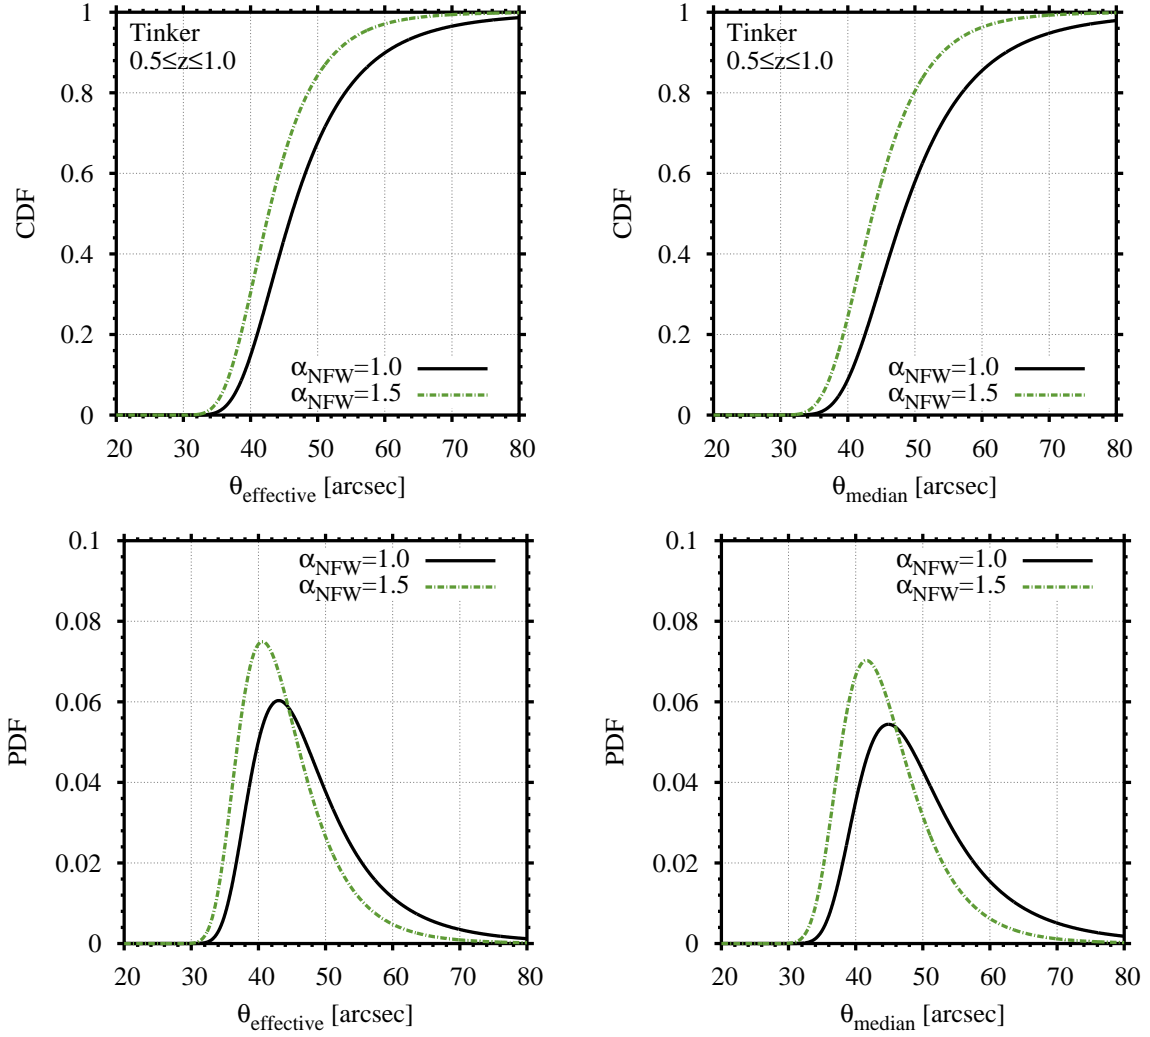 1
0.8
0.6
0.4
0.2
0
CDF
Tinker
0.5≤z≤1.0
α_NFW=1.0
α_NFW=1.5
20 30 40 50 60 70 80
θ_effective [arcsec]
1
0.8
0.6
0.4
0.2
0
CDF
Tinker
0.5≤z≤1.0
α_NFW=1.0
α_NFW=1.5
20 30 40 50 60 70 80
θ_median [arcsec]
0.1
0.08
0.06
0.04
0.02
0
PDF
α_NFW=1.0
α_NFW=1.5
20 30 40 50 60 70 80
θ_effective [arcsec]
0.1
0.08
0.06
0.04
0.02
0
PDF
α_NFW=1.0
α_NFW=1.5
20 30 40 50 60 70 80
θ_median [arcsec]